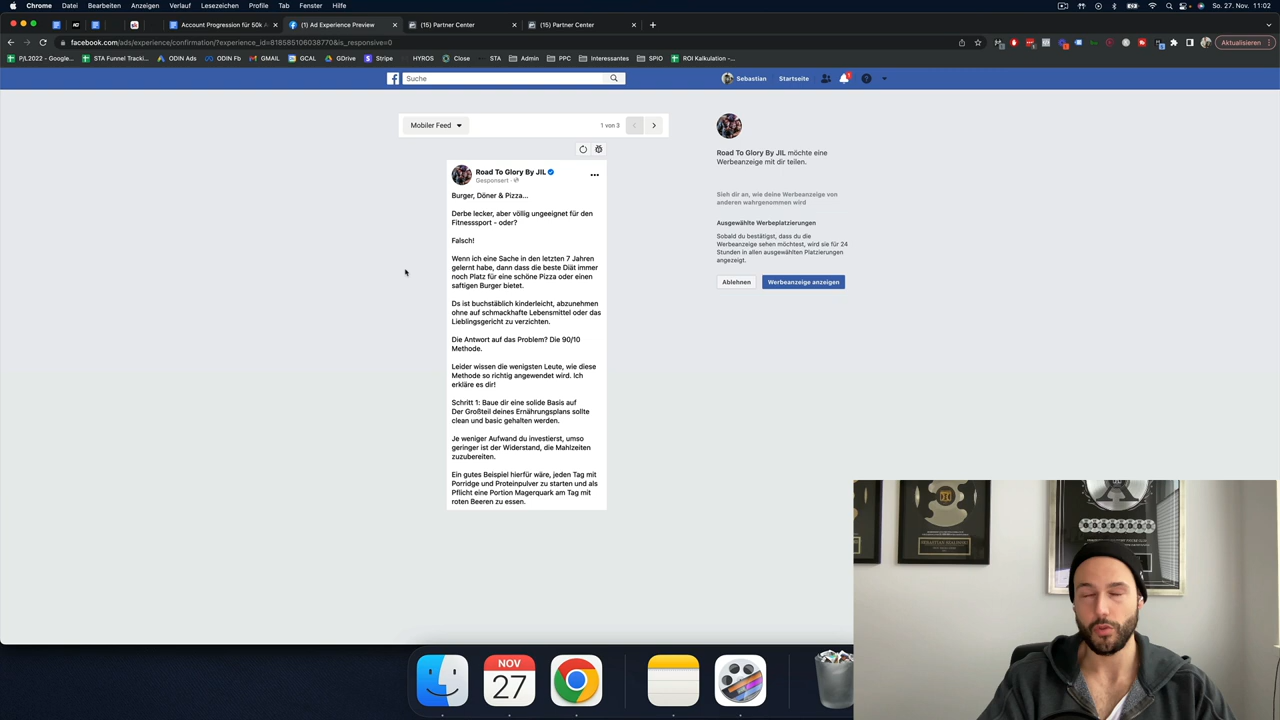 Chrome Datei Bearbeiten Anzeigen Verlauf Lesezeichen Profile Tab Fenster Hilfe
So. 27. Nov. 11:02
Account Progression für 50k A
(1) Ad Experience Preview
(15) Partner Center
(15) Partner Center
facebook.com/ads/experience/confirmation/?experience_id=818585106038770&is_responsive=0
Aktualisieren
P/L2022 - Google...
STA Funnel Tracki...
ODIN Ads
ODIN Fb
GMAIL
GCAL
GDrive
Stripe
HYROS
Close
STA
Admin
PPC
Interessantes
SPIO
ROI Kalkulation -...
Suche
Sebastian
Startseite
Mobiler Feed
1 von 3
Road To Glory By JIL
Gesponsert ·
Burger, Döner & Pizza...
Derbe lecker, aber völlig ungeeignet für den
Fitnesssport - oder?
Falsch!
Wenn ich eine Sache in den letzten 7 Jahren
gelernt habe, dann dass die beste Diät immer
noch Platz für eine schöne Pizza oder einen
saftigen Burger bietet.
Ds ist buchstäblich kinderleicht, abzunehmen
ohne auf schmackhafte Lebensmittel oder das
Lieblingsgericht zu verzichten.
Die Antwort auf das Problem? Die 90/10
Methode.
Leider wissen die wenigsten Leute, wie diese
Methode so richtig angewendet wird. Ich
erkläre es dir!
Schritt 1: Baue dir eine solide Basis auf
Der Großteil deines Ernährungsplans sollte
clean und basic gehalten werden.
Je weniger Aufwand du investierst, umso
geringer ist der Widerstand, die Mahlzeiten
zuzubereiten.
Ein gutes Beispiel hierfür wäre, jeden Tag mit
Porridge und Proteinpulver zu starten und als
Pflicht eine Portion Magerquark am Tag mit
roten Beeren zu essen.
Road To Glory By JIL möchte eine
Werbeanzeige mit dir teilen.
Sieh dir an, wie deine Werbeanzeige von
anderen wahrgenommen wird
Ausgewählte Werbeplatzierungen
Sobald du bestätigst, dass du die
Werbeanzeige sehen möchtest, wird sie für 24
Stunden in allen ausgewählten Platzierungen
angezeigt.
Ablehnen
Werbeanzeige anzeigen
NOV
27